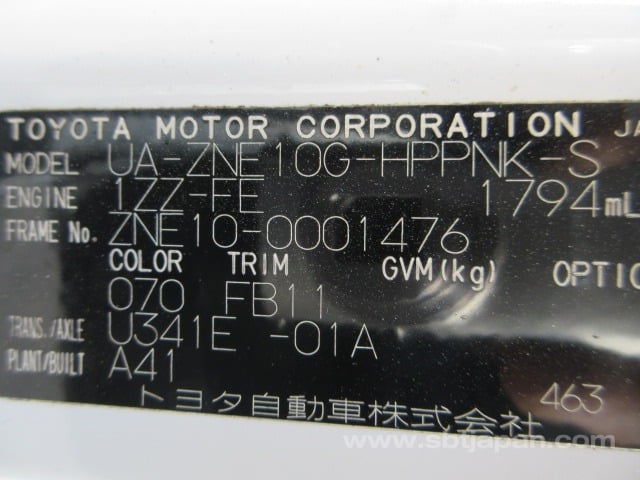 TOYOTA MOTOR CORPORATION JA
MODEL UA-ZNE10G-HPPNK-S
ENGINE 1ZZ-FE 1794mL
FRAME No. ZNE10-0001476
COLOR TRIM GVM(kg) OPTIO
070 FB11
TRANS./AXLE U341E -01A
PLANT/BUILT A41
トヨタ自動車株式会社 463
www.sbtjapan.com